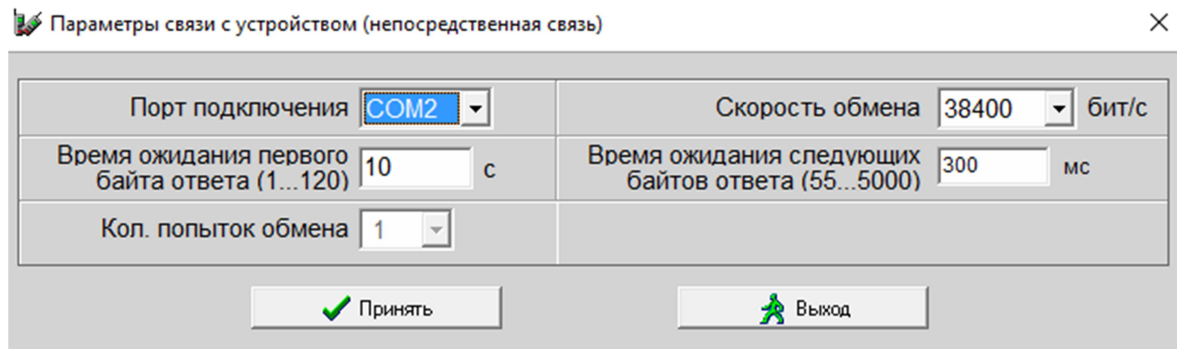 Параметры связи с устройством (непосредственная связь)
Порт подключения COM2 Скорость обмена 38400 бит/с
Время ожидания первого
байта ответа (1...120) 10 с
Время ожидания следующих
байтов ответа (55...5000) 300 мс
Кол. попыток обмена 1
Принять Выход